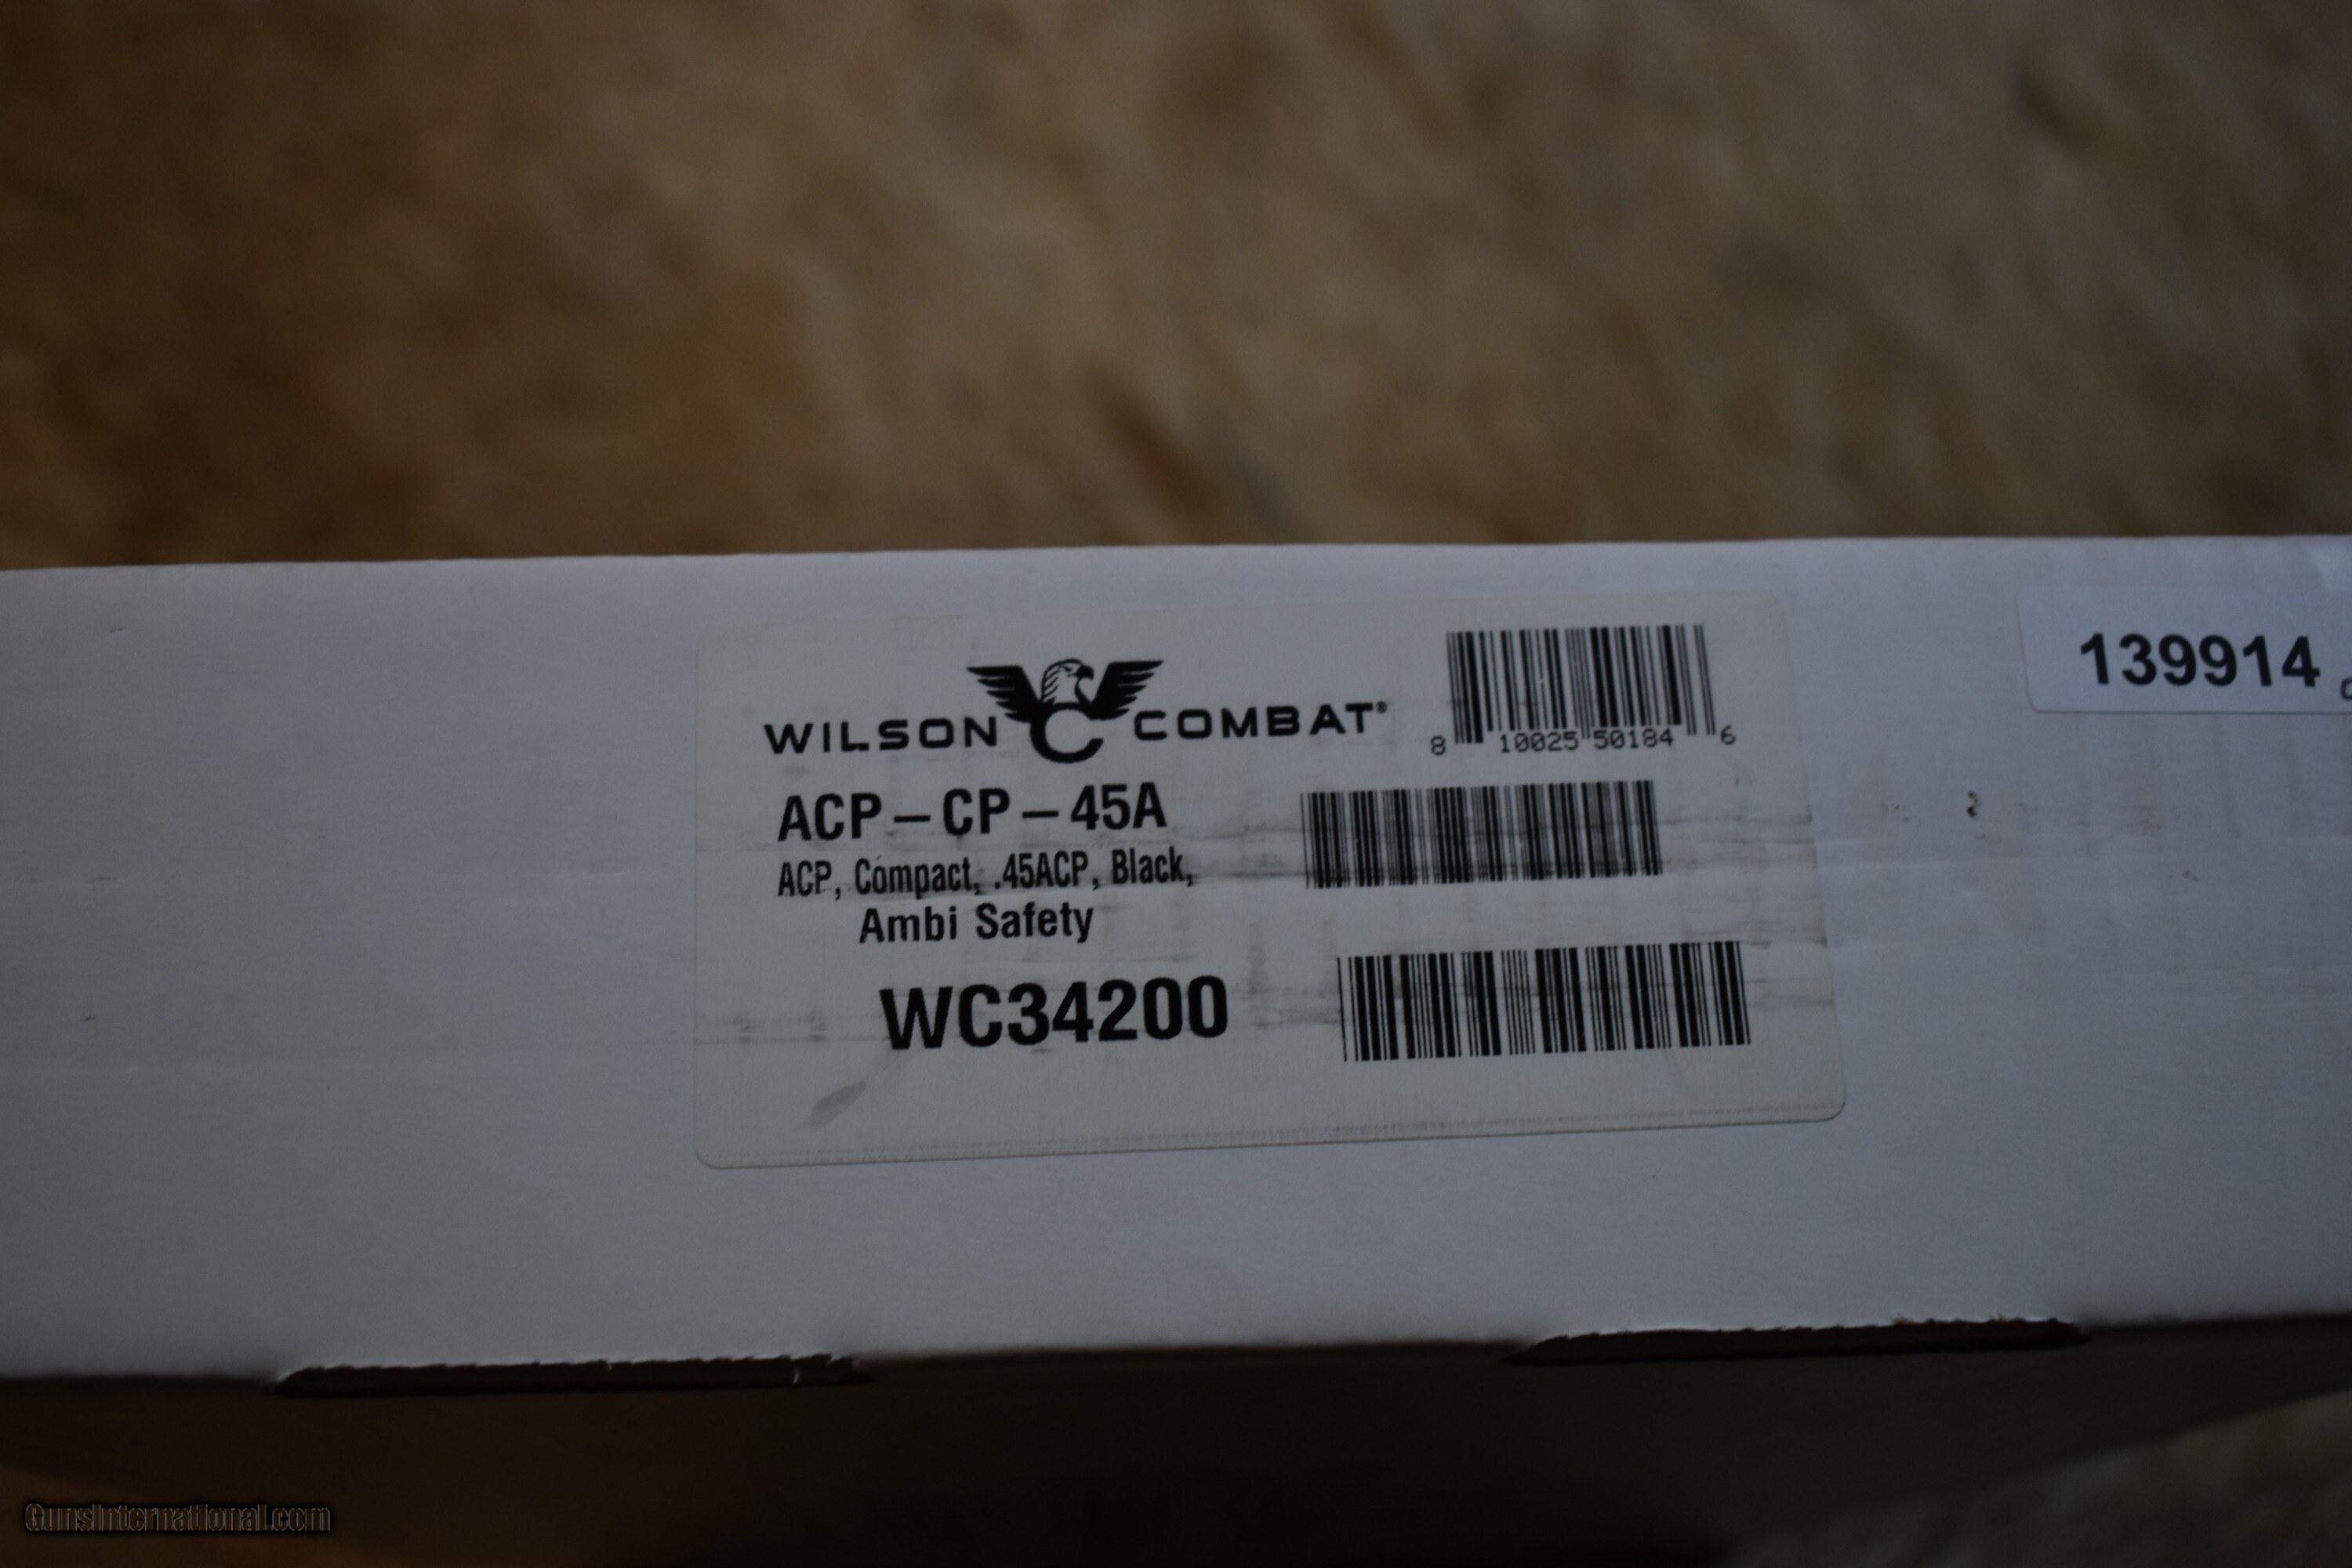 WILSON COMBAT®
8 10025 50184 6
139914
ACP – CP – 45A
ACP, Compact, .45ACP, Black,
Ambi Safety
WC34200
GunsInternational.com